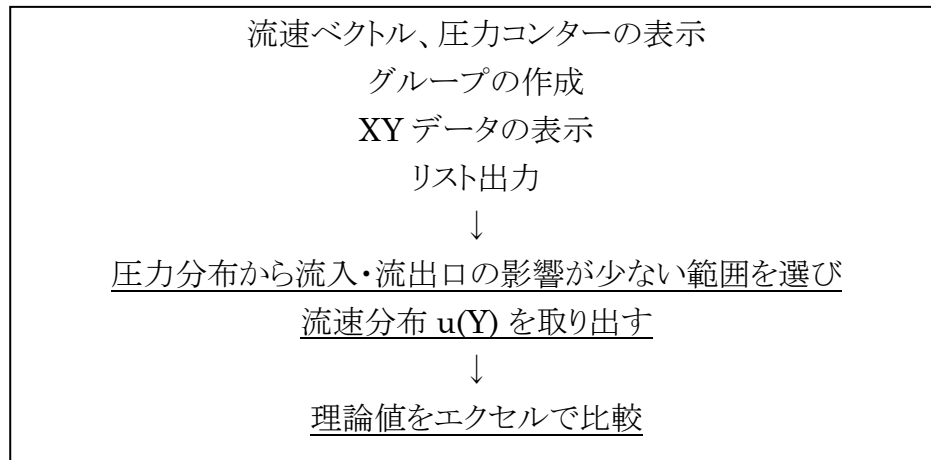 流速ベクトル、圧力コンターの表示
グループの作成
XY データの表示
リスト出力
↓
圧力分布から流入・流出口の影響が少ない範囲を選び
流速分布 u(Y) を取り出す
↓
理論値をエクセルで比較